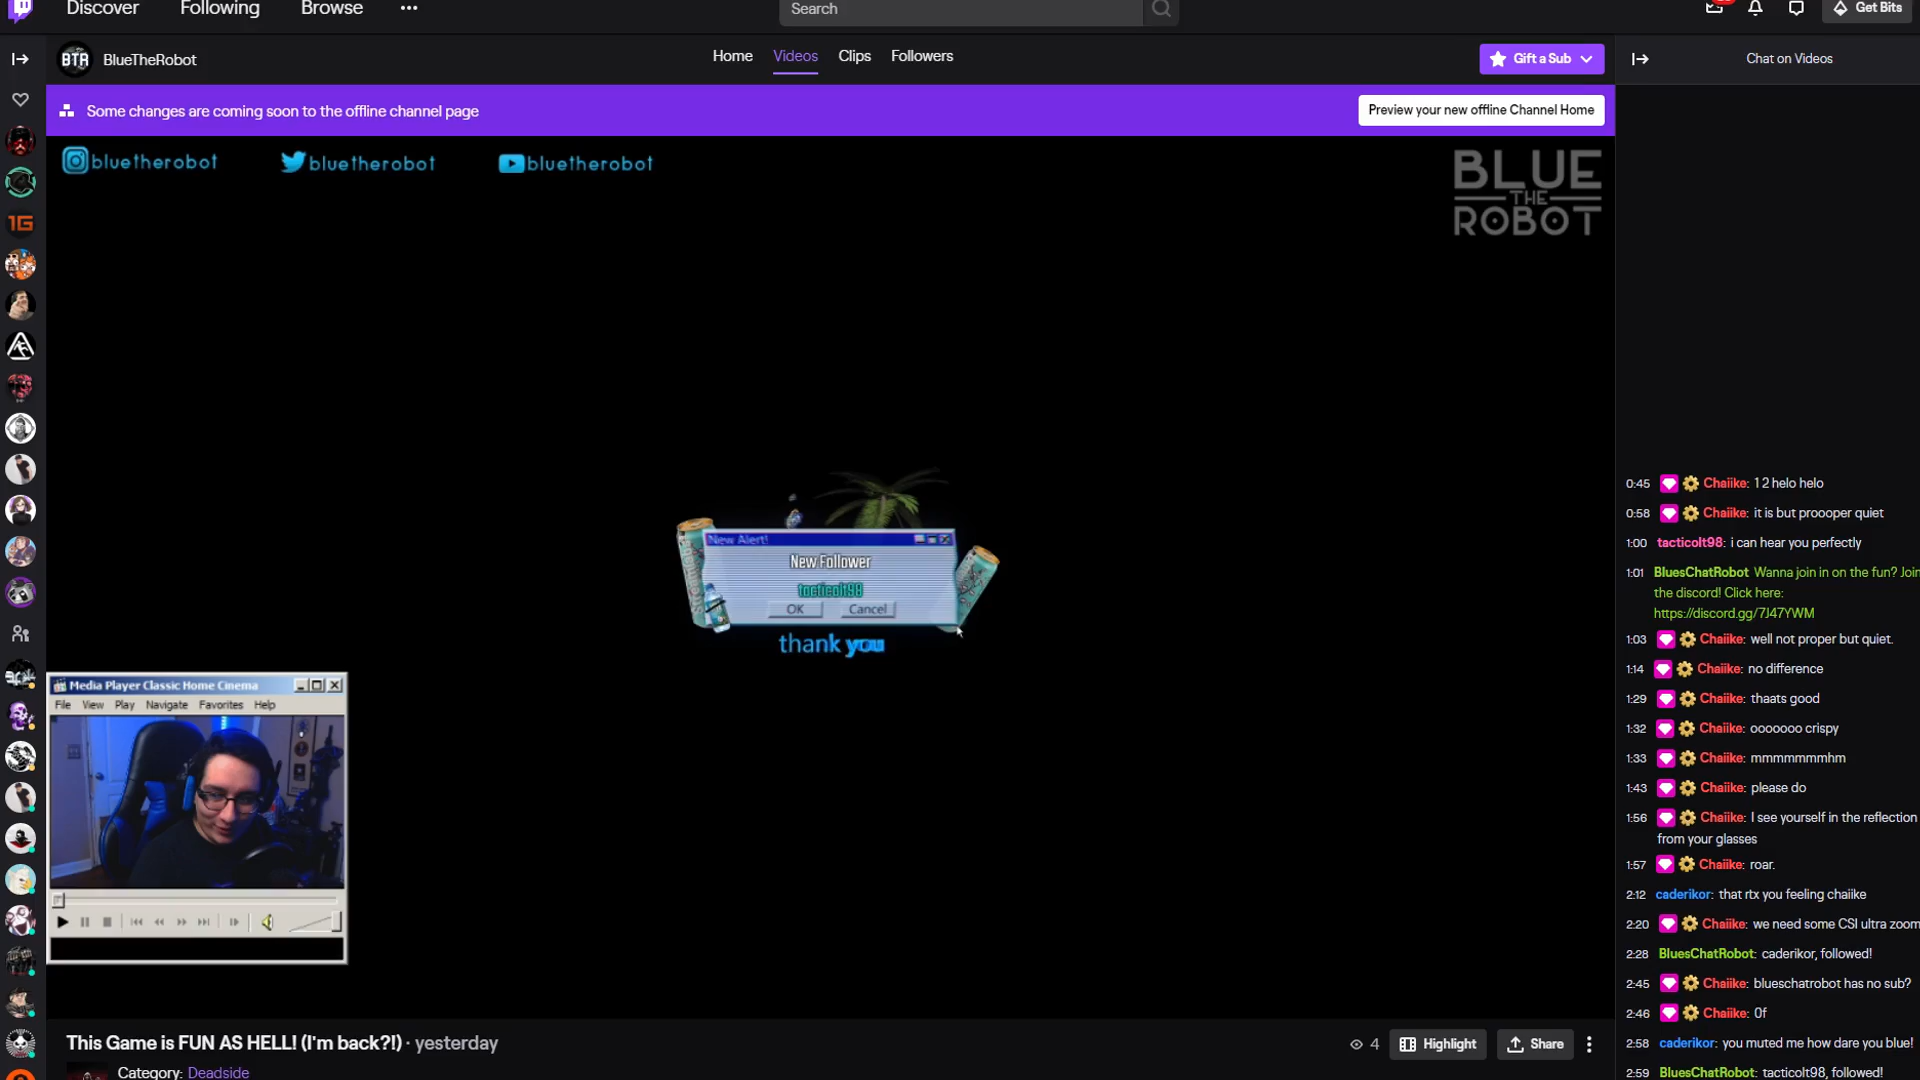 Discover
Following
Browse
Search
Get Bits
BTR
BlueTheRobot
Home
Videos
Clips
Followers
Gift a Sub
Chat on Videos
Some changes are coming soon to the offline channel page
Preview your new offline Channel Home
bluetherobot
bluetherobot
bluetherobot
BLUE
THE
ROBOT
1G
New Alert!
New Follower
tacticolt98
OK
Cancel
thank you
Media Player Classic Home Cinema
File
View
Play
Navigate
Favorites
Help
0:45 Chaiike: 1 2 helo helo
0:58 Chaiike: it is but proooper quiet
1:00 tacticolt98: i can hear you perfectly
1:01 BluesChatRobot Wanna join in on the fun? Join
the discord! Click here:
https://discord.gg/7J47YWM
1:03 Chaiike: well not proper but quiet.
1:14 Chaiike: no difference
1:29 Chaiike: thaats good
1:32 Chaiike: ooooooo crispy
1:33 Chaiike: mmmmmmmhm
1:43 Chaiike: please do
1:56 Chaiike: I see yourself in the reflection
from your glasses
1:57 Chaiike: roar.
2:12 caderikor: that rtx you feeling chaiike
2:20 Chaiike: we need some CSI ultra zoom
2:28 BluesChatRobot: caderikor, followed!
2:45 Chaiike: blueschatrobot has no sub?
2:46 Chaiike: 0f
2:58 caderikor: you muted me how dare you blue!
2:59 BluesChatRobot: tacticolt98, followed!
This Game is FUN AS HELL! (I'm back?!) · yesterday
4
Highlight
Share
Category: Deadside